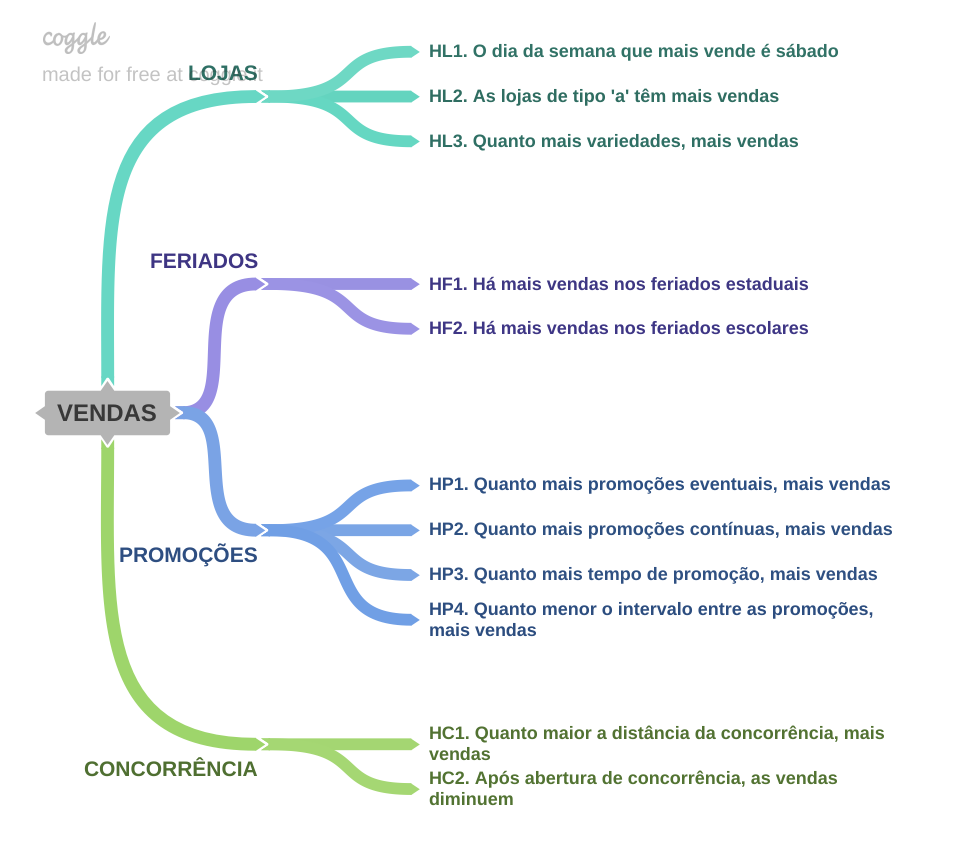 coggle
made for free at coggle.it
LOJAS
HL1. O dia da semana que mais vende é sábado
HL2. As lojas de tipo 'a' têm mais vendas
HL3. Quanto mais variedades, mais vendas
FERIADOS
HF1. Há mais vendas nos feriados estaduais
HF2. Há mais vendas nos feriados escolares
VENDAS
PROMOÇÕES
HP1. Quanto mais promoções eventuais, mais vendas
HP2. Quanto mais promoções contínuas, mais vendas
HP3. Quanto mais tempo de promoção, mais vendas
HP4. Quanto menor o intervalo entre as promoções,
mais vendas
CONCORRÊNCIA
HC1. Quanto maior a distância da concorrência, mais
vendas
HC2. Após abertura de concorrência, as vendas
diminuem